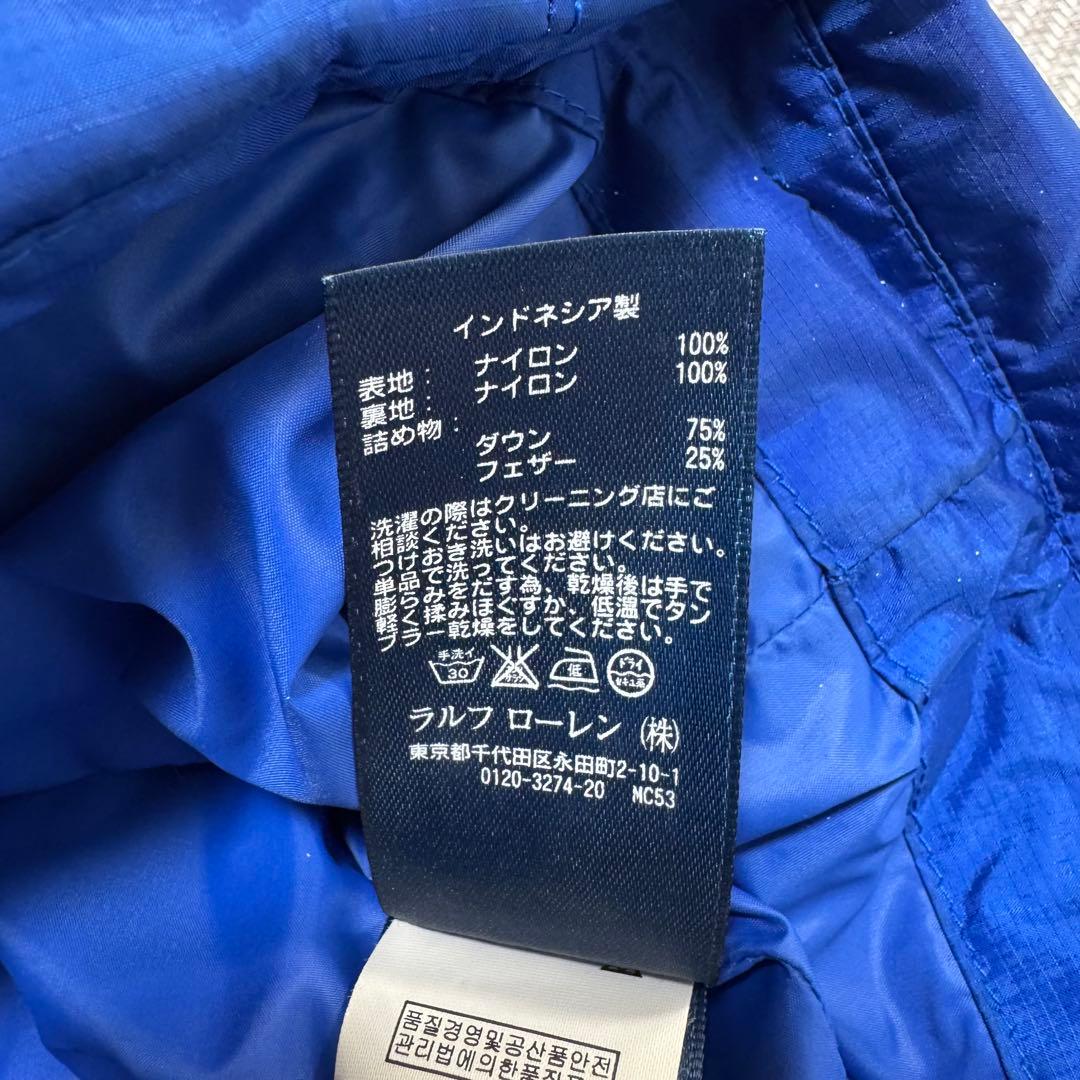 インドネシア製
表地: ナイロン 100%
裏地: ナイロン 100%
詰め物:
ダウン 75%
フェザー 25%
洗濯の際はクリーニング店にご
相談ください。
つけおき洗いはお避けください。
単品で洗ってください。
膨らみをだす為、乾燥後は手で
軽く揉みほぐすか、低温でタン
ブラー乾燥をしてください。
手洗イ 30 低 ドライ セキユ系
ラルフ ローレン (株)
東京都千代田区永田町2-10-1
0120-3274-20 MC53
품질경영및공산품안전
관리법에의한품질표